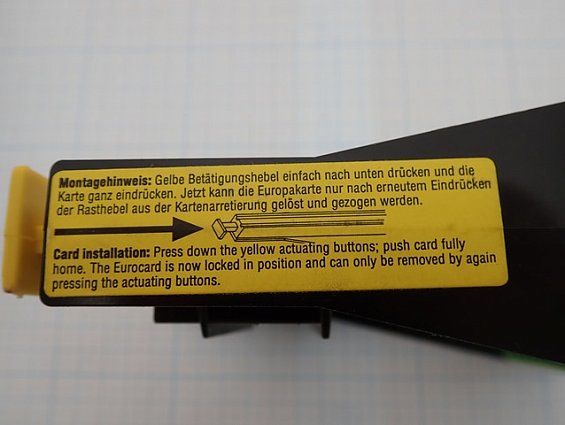 Montagehinweis: Gelbe Betätigungshebel einfach nach unten drücken und die
Karte ganz eindrücken. Jetzt kann die Europakarte nur nach erneutem Eindrücken
der Rasthebel aus der Kartenarretierung gelöst und gezogen werden.
Card installation: Press down the yellow actuating buttons; push card fully
home. The Eurocard is now locked in position and can only be removed by again
pressing the actuating buttons.